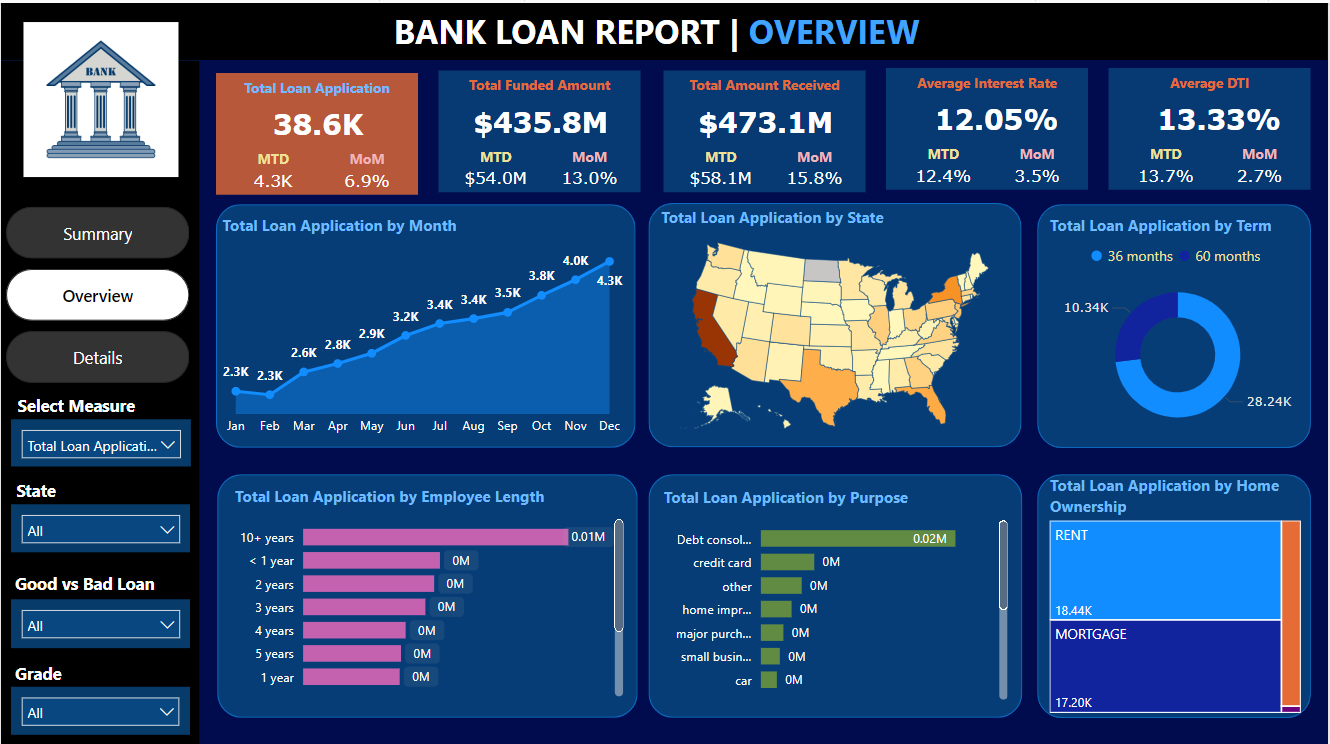 BANK LOAN REPORT | OVERVIEW
BANK
Total Loan Application
38.6K
MTD MoM
4.3K 6.9%
Total Funded Amount
$435.8M
MTD MoM
$54.0M 13.0%
Total Amount Received
$473.1M
MTD MoM
$58.1M 15.8%
Average Interest Rate
12.05%
MTD MoM
12.4% 3.5%
Average DTI
13.33%
MTD MoM
13.7% 2.7%
Summary
Overview
Details
Select Measure
Total Loan Applicati...
State
All
Good vs Bad Loan
All
Grade
All
Total Loan Application by Month
2.3K 2.3K 2.6K 2.8K 2.9K 3.2K 3.4K 3.4K 3.5K 3.8K 4.0K 4.3K
Jan Feb Mar Apr May Jun Jul Aug Sep Oct Nov Dec
Total Loan Application by State
Total Loan Application by Term
36 months 60 months
10.34K
28.24K
Total Loan Application by Employee Length
10+ years 0.01M
< 1 year 0M
2 years 0M
3 years 0M
4 years 0M
5 years 0M
1 year 0M
Total Loan Application by Purpose
Debt consol... 0.02M
credit card 0M
other 0M
home impr... 0M
major purch... 0M
small busin... 0M
car 0M
Total Loan Application by Home
Ownership
RENT
18.44K
MORTGAGE
17.20K